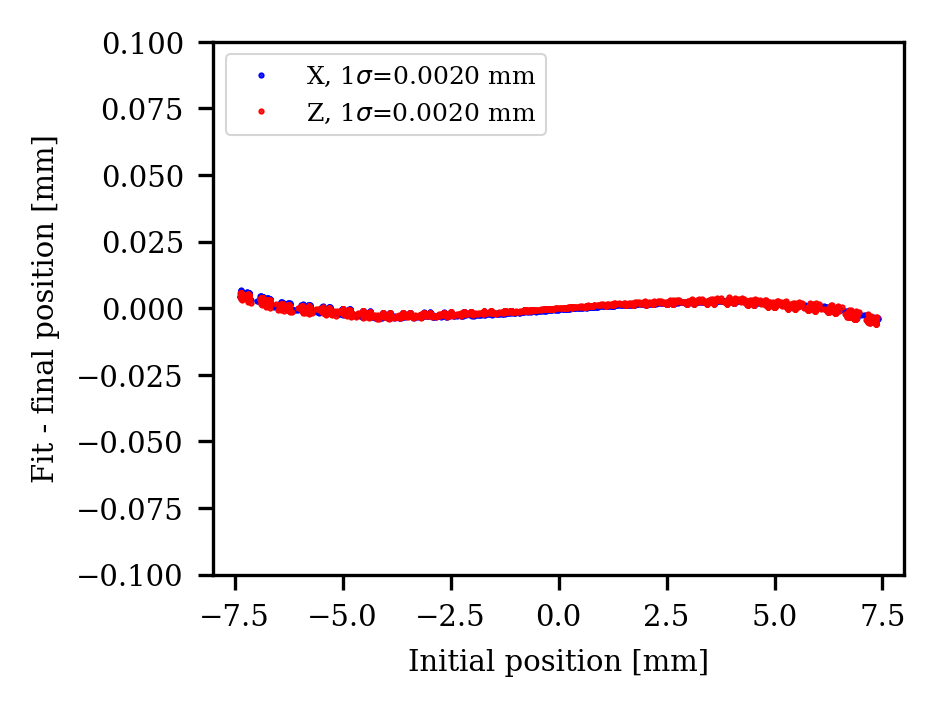 0.100
0.075
0.050
0.025
0.000
−0.025
−0.050
−0.075
−0.100
Fit - final position [mm]
X, 1σ=0.0020 mm
Z, 1σ=0.0020 mm
−7.5 −5.0 −2.5 0.0 2.5 5.0 7.5
Initial position [mm]